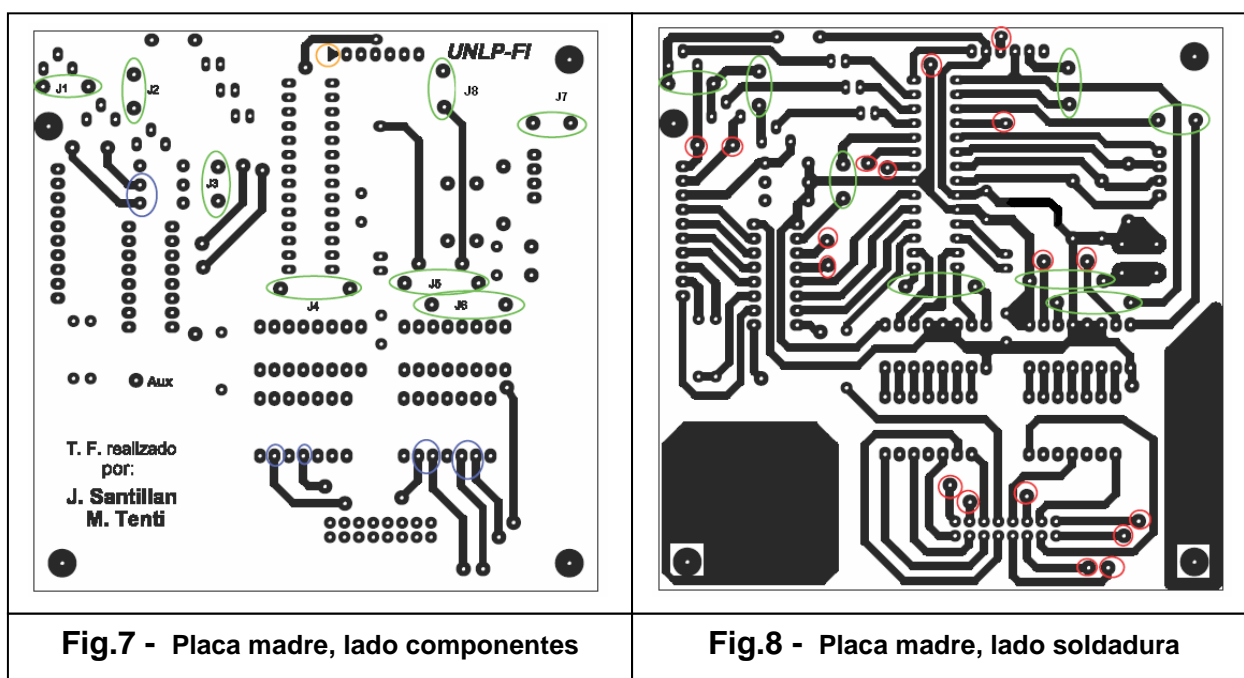 UNLP-FI
J1
J2
J8
J7
J3
J5
J4
J6
Aux
T. F. realizado
por:
J. Santillan
M. Tenti
Fig.7 - Placa madre, lado componentes
Fig.8 - Placa madre, lado soldadura